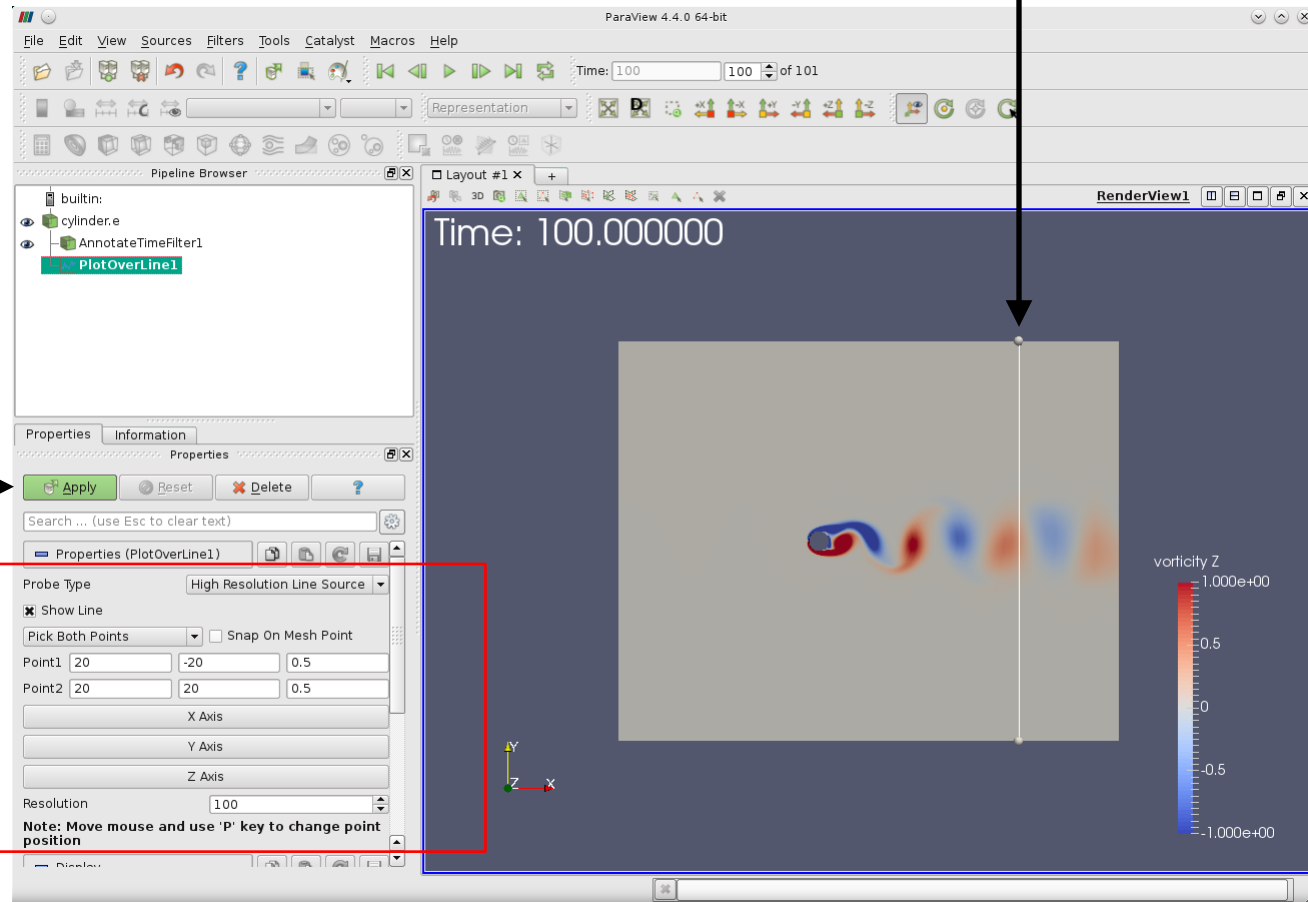 ParaView 4.4.0 64-bit
File Edit View Sources Filters Tools Catalyst Macros Help
Time: 100 100 of 101
Representation
Pipeline Browser
Layout #1
3D
RenderView1
builtin:
cylinder.e
AnnotateTimeFilter1
PlotOverLine1
Time: 100.000000
Properties Information
Properties
Apply Reset Delete ?
Search ... (use Esc to clear text)
Properties (PlotOverLine1)
Probe Type High Resolution Line Source
Show Line
Pick Both Points Snap On Mesh Point
Point1 20 -20 0.5
Point2 20 20 0.5
X Axis
Y Axis
Z Axis
Resolution 100
Note: Move mouse and use 'P' key to change point
position
Display
vorticity Z
1.000e+00
0.5
0
-0.5
-1.000e+00
Y
Z X